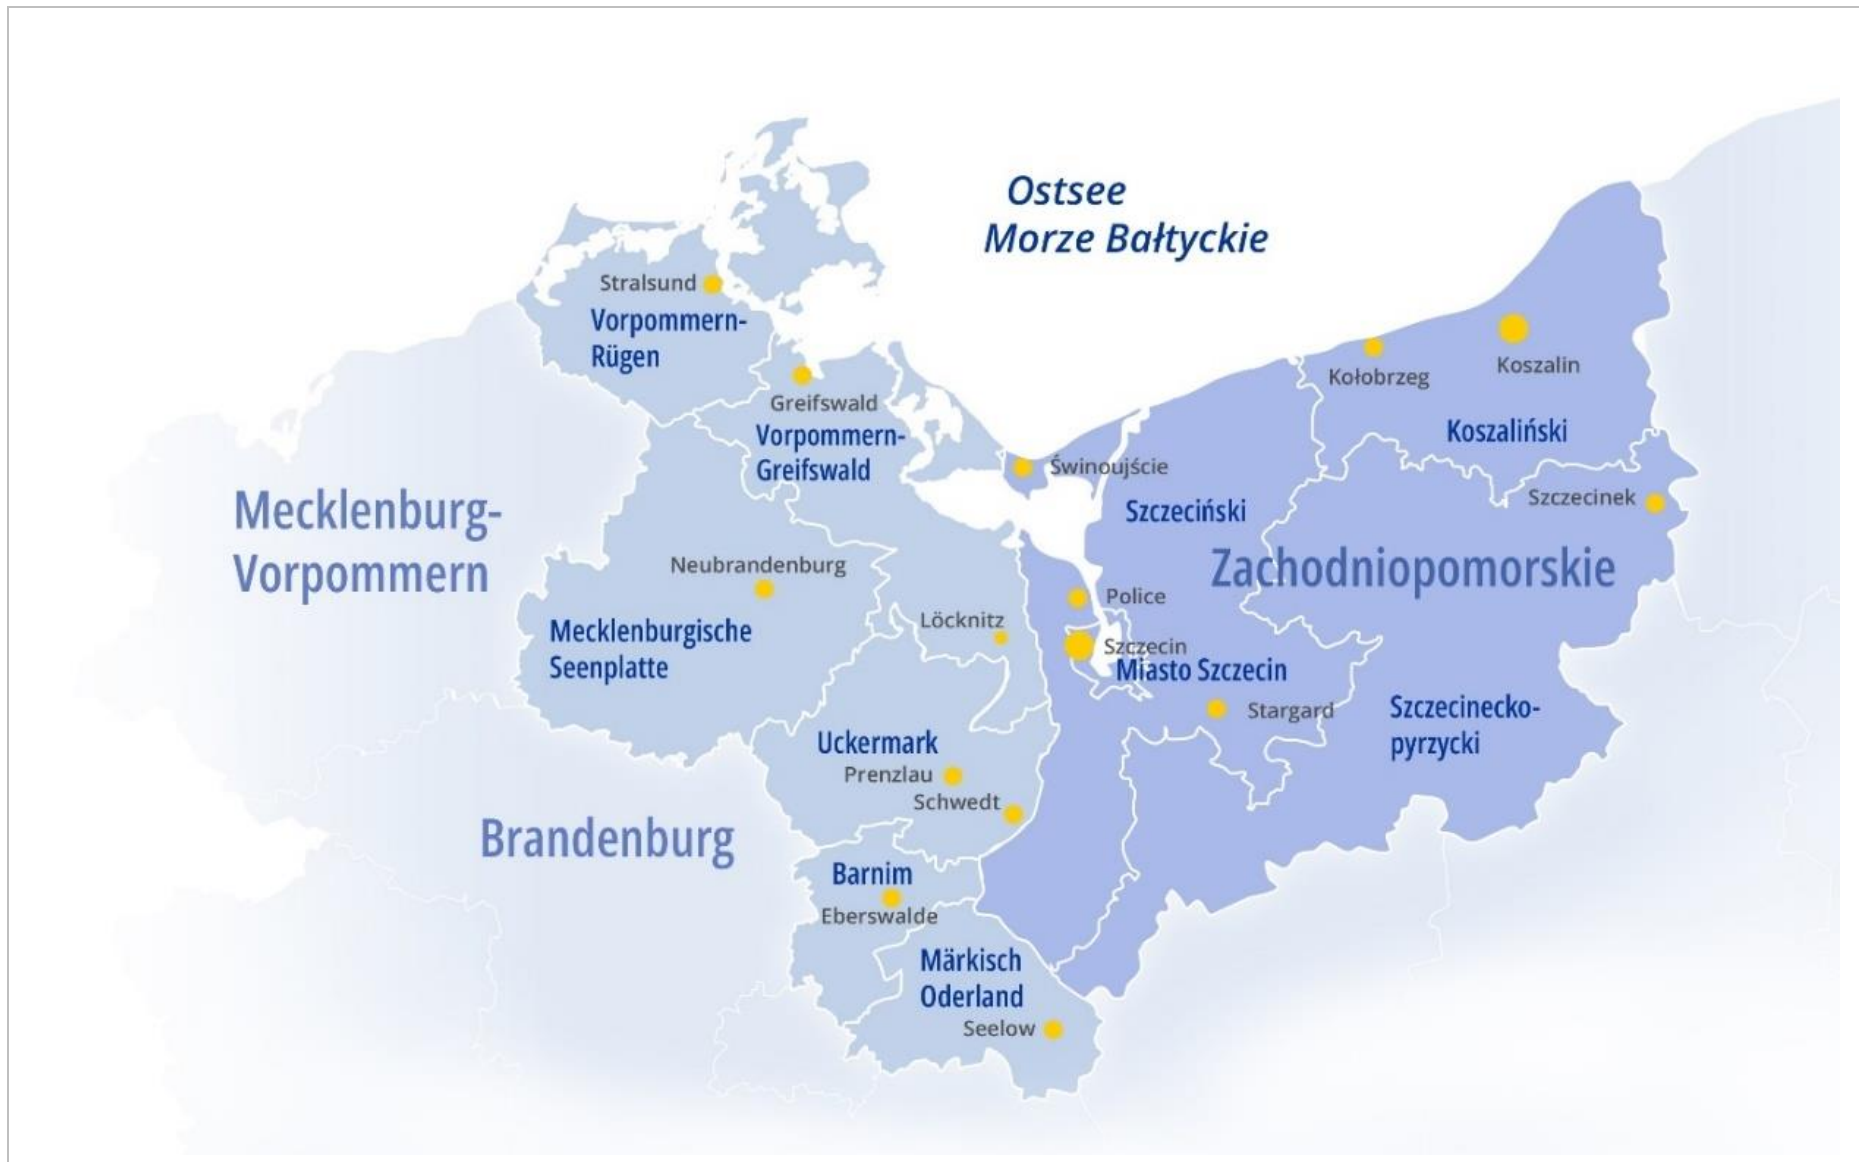 Ostsee
Morze Bałtyckie
Stralsund
Vorpommern-
Rügen
Greifswald
Vorpommern-
Greifswald
Kołobrzeg
Koszalin
Koszaliński
Świnoujście
Szczeciński
Szczecinek
Mecklenburg-
Vorpommern
Zachodniopomorskie
Neubrandenburg
Mecklenburgische
Seenplatte
Löcknitz
Police
Szczecin
Miasto Szczecin
Stargard
Szczecinecko-
pyrzycki
Uckermark
Prenzlau
Schwedt
Brandenburg
Barnim
Eberswalde
Märkisch
Oderland
Seelow